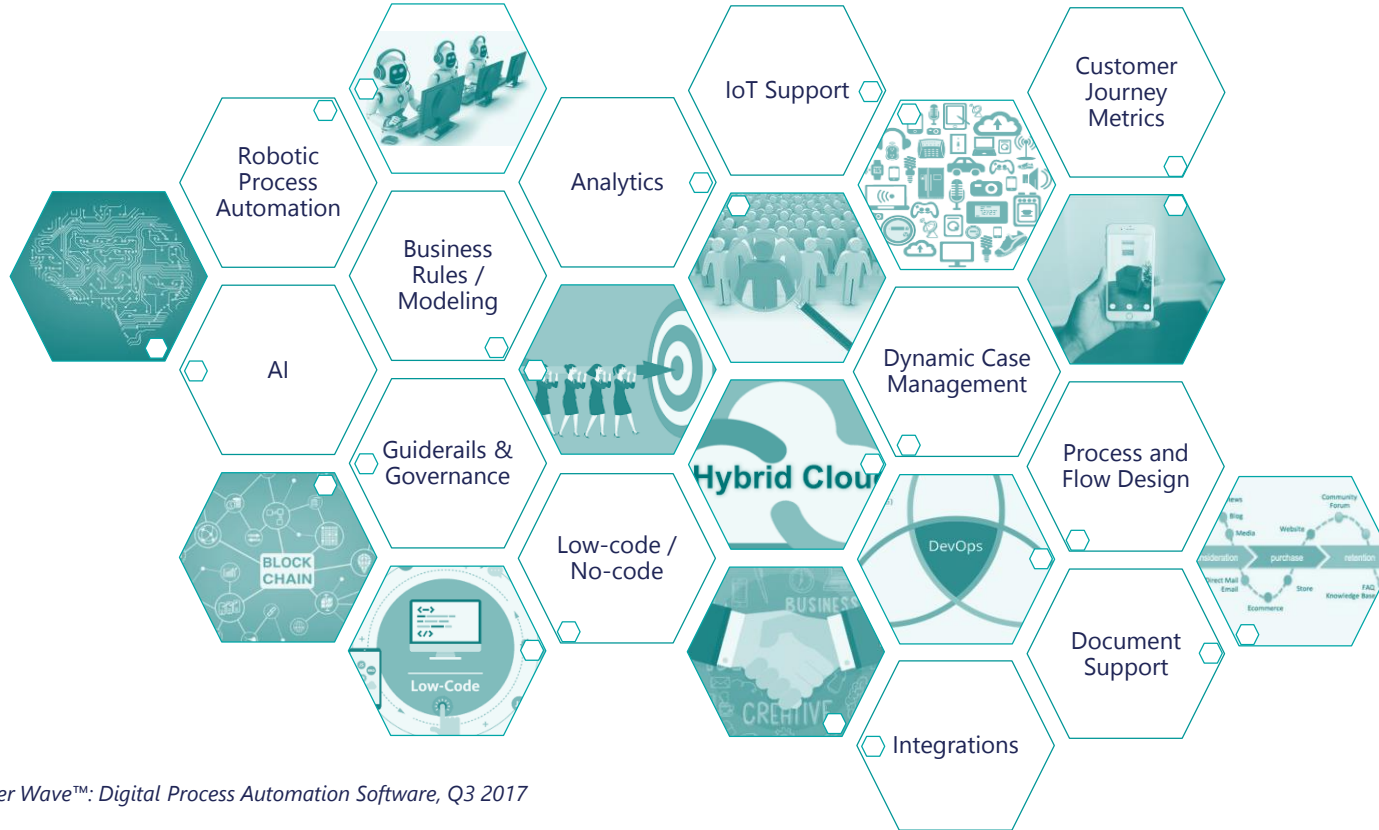 IoT Support
Customer
Journey
Metrics
Robotic
Process
Automation
Analytics
Business
Rules /
Modeling
AI
Dynamic Case
Management
Guiderails &
Governance
Hybrid Clou
Process and
Flow Design
BLOCK
CHAIN
Low-code /
No-code
DevOps
iews
Blog
Media
Website
Community
Forum
nsideration
purchase
retention
Direct Mail
Email
Ecommerce
Store
FAQ
Knowledge Base
<-->
</>
Low-Code
BUSINESS
CREATIVE
Document
Support
Integrations
er Wave™: Digital Process Automation Software, Q3 2017